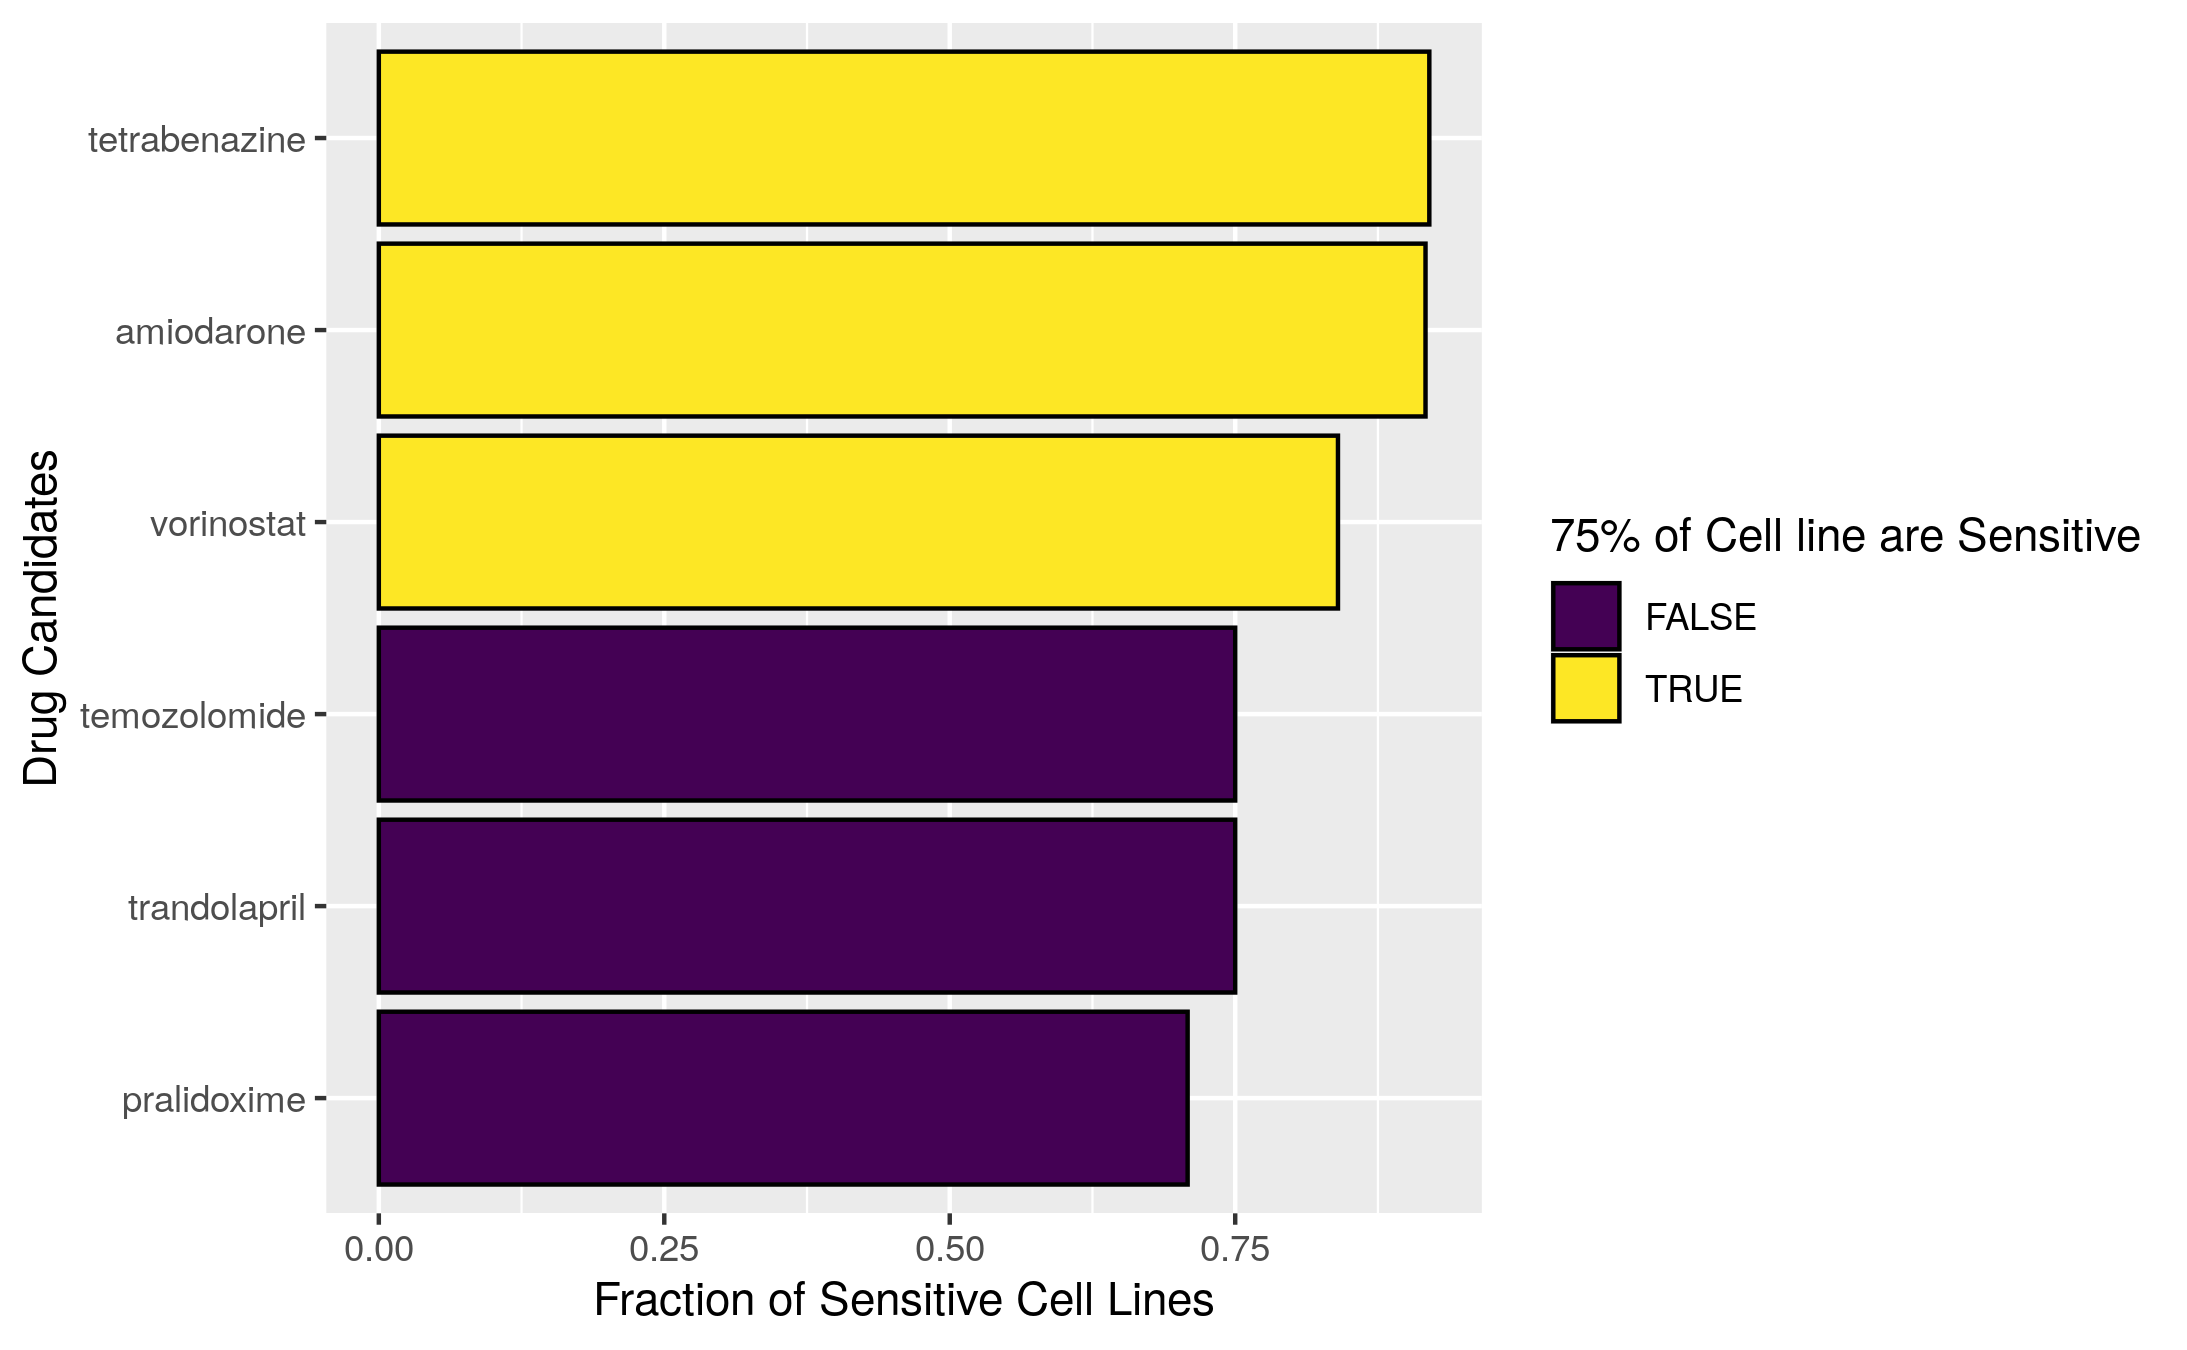 tetrabenazine
amiodarone
vorinostat
temozolomide
trandolapril
pralidoxime
Drug Candidates
0.00 0.25 0.50 0.75
Fraction of Sensitive Cell Lines
75% of Cell line are Sensitive
FALSE
TRUE